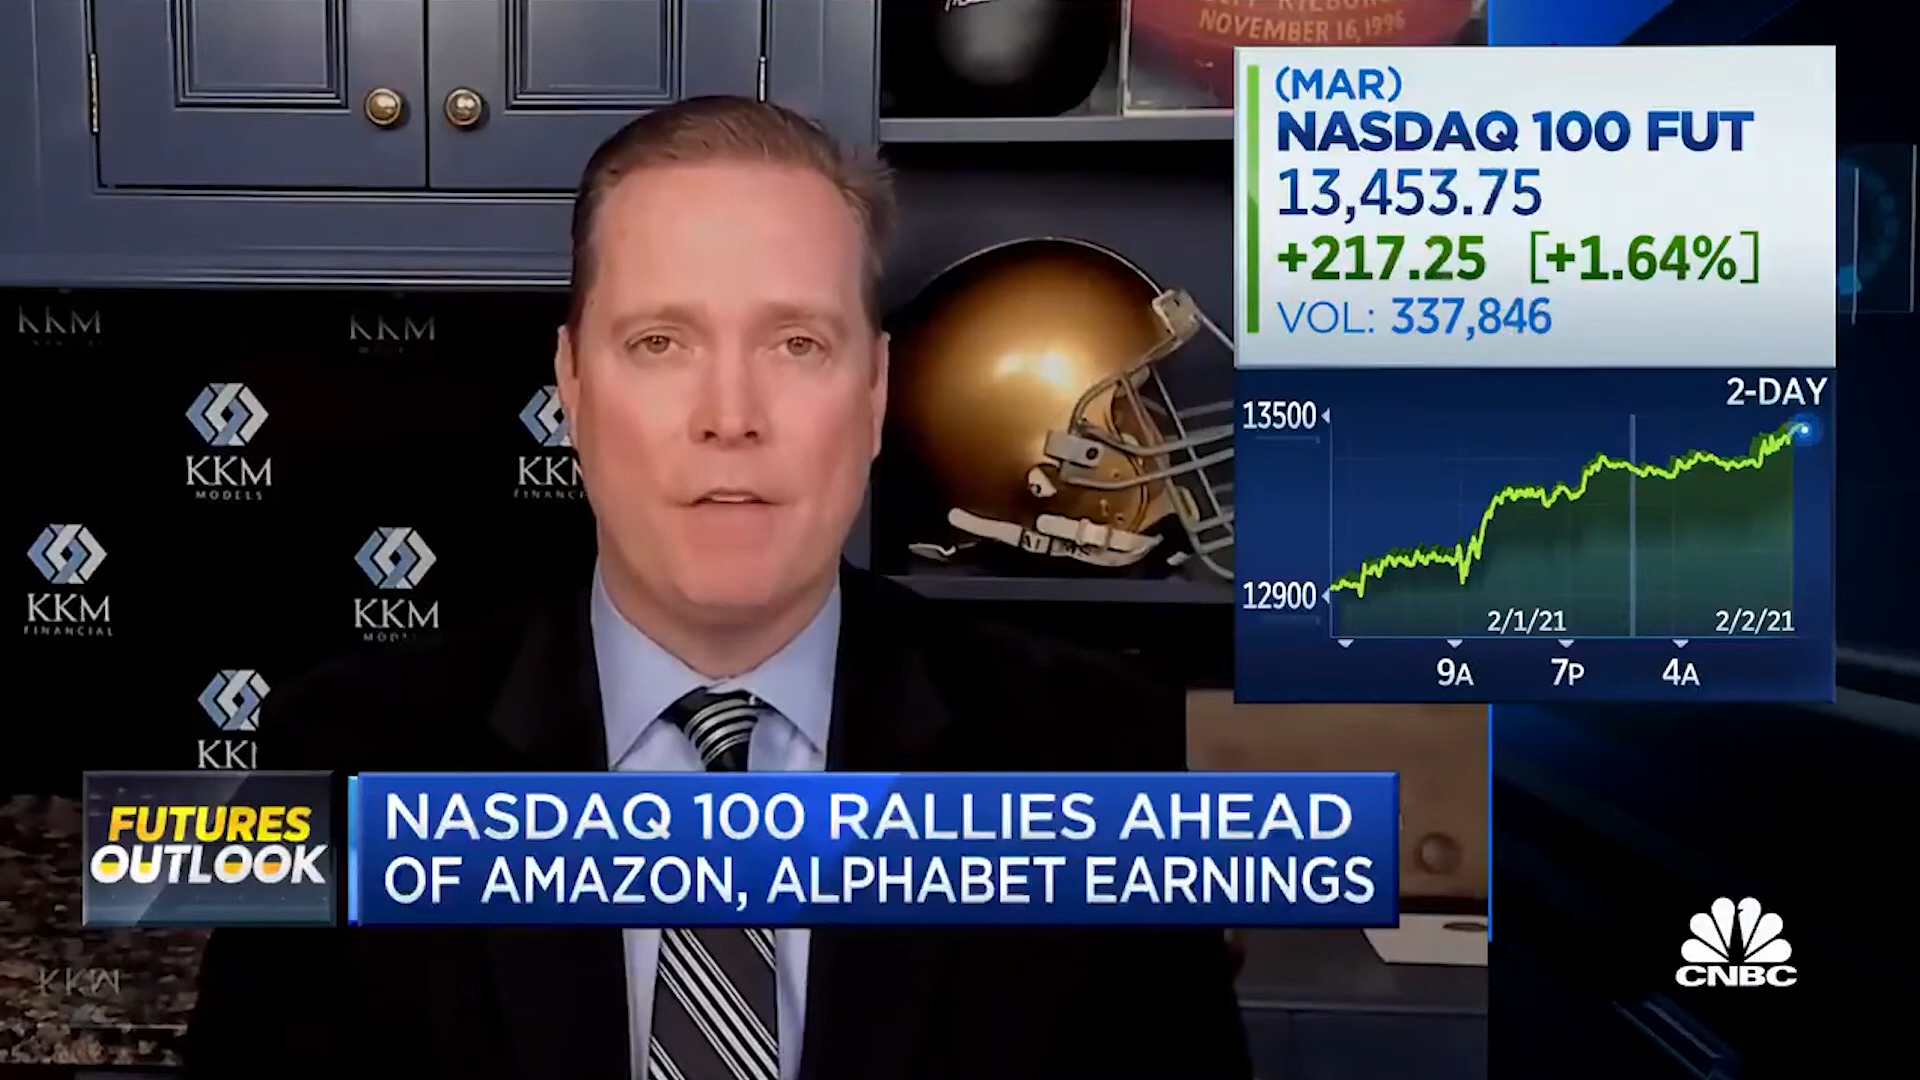 KILBUR
NOVEMBER 16, 1996
(MAR)
NASDAQ 100 FUT
13,453.75
+217.25 [+1.64%]
VOL: 337,846
2-DAY
13500
12900
2/1/21
2/2/21
9A
7P
4A
KKM
KKM
KKM
MODELS
KKM
KKM
FINANCIAL
KKM
FUTURES
OUTLOOK
NASDAQ 100 RALLIES AHEAD
OF AMAZON, ALPHABET EARNINGS
KKM
CNBC